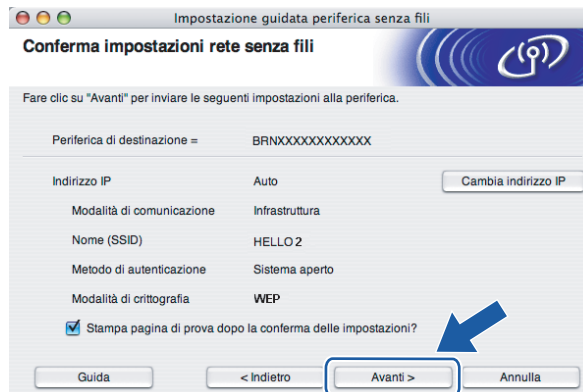 Impostazione guidata periferica senza fili
Conferma impostazioni rete senza fili
Fare clic su "Avanti" per inviare le seguenti impostazioni alla periferica.
Periferica di destinazione = BRNXXXXXXXXXXXX
Indirizzo IP Auto Cambia indirizzo IP
Modalità di comunicazione Infrastruttura
Nome (SSID) HELLO2
Metodo di autenticazione Sistema aperto
Modalità di crittografia WEP
Stampa pagina di prova dopo la conferma delle impostazioni?
Guida < Indietro Avanti > Annulla